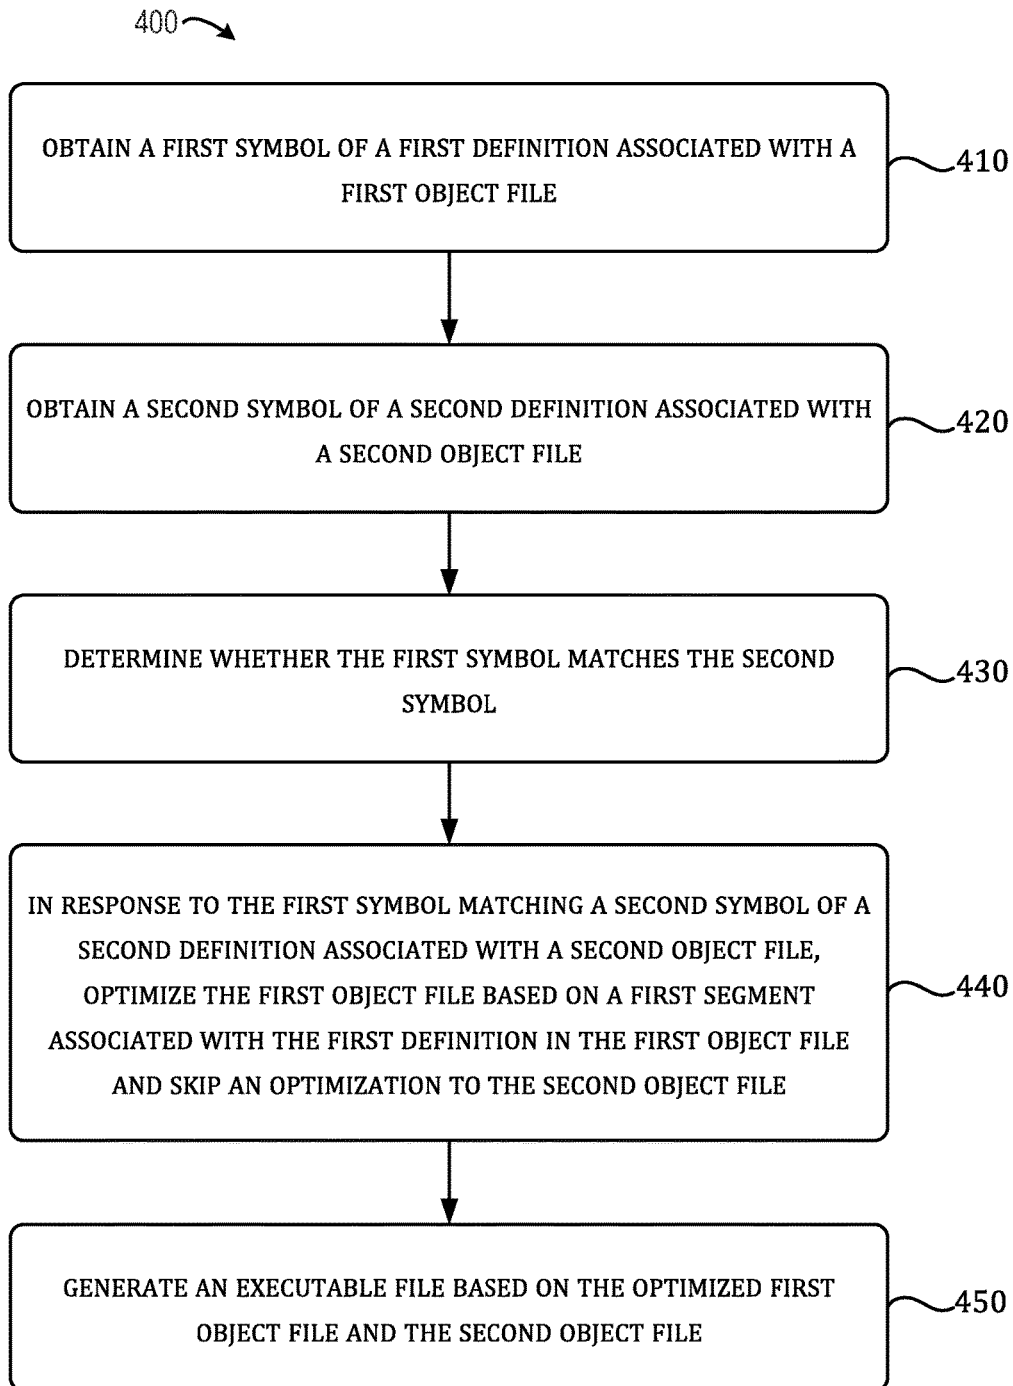 400
OBTAIN A FIRST SYMBOL OF A FIRST DEFINITION ASSOCIATED WITH A
FIRST OBJECT FILE
410
OBTAIN A SECOND SYMBOL OF A SECOND DEFINITION ASSOCIATED WITH
A SECOND OBJECT FILE
420
DETERMINE WHETHER THE FIRST SYMBOL MATCHES THE SECOND
SYMBOL
430
IN RESPONSE TO THE FIRST SYMBOL MATCHING A SECOND SYMBOL OF A
SECOND DEFINITION ASSOCIATED WITH A SECOND OBJECT FILE,
OPTIMIZE THE FIRST OBJECT FILE BASED ON A FIRST SEGMENT
ASSOCIATED WITH THE FIRST DEFINITION IN THE FIRST OBJECT FILE
AND SKIP AN OPTIMIZATION TO THE SECOND OBJECT FILE
440
GENERATE AN EXECUTABLE FILE BASED ON THE OPTIMIZED FIRST
OBJECT FILE AND THE SECOND OBJECT FILE
450